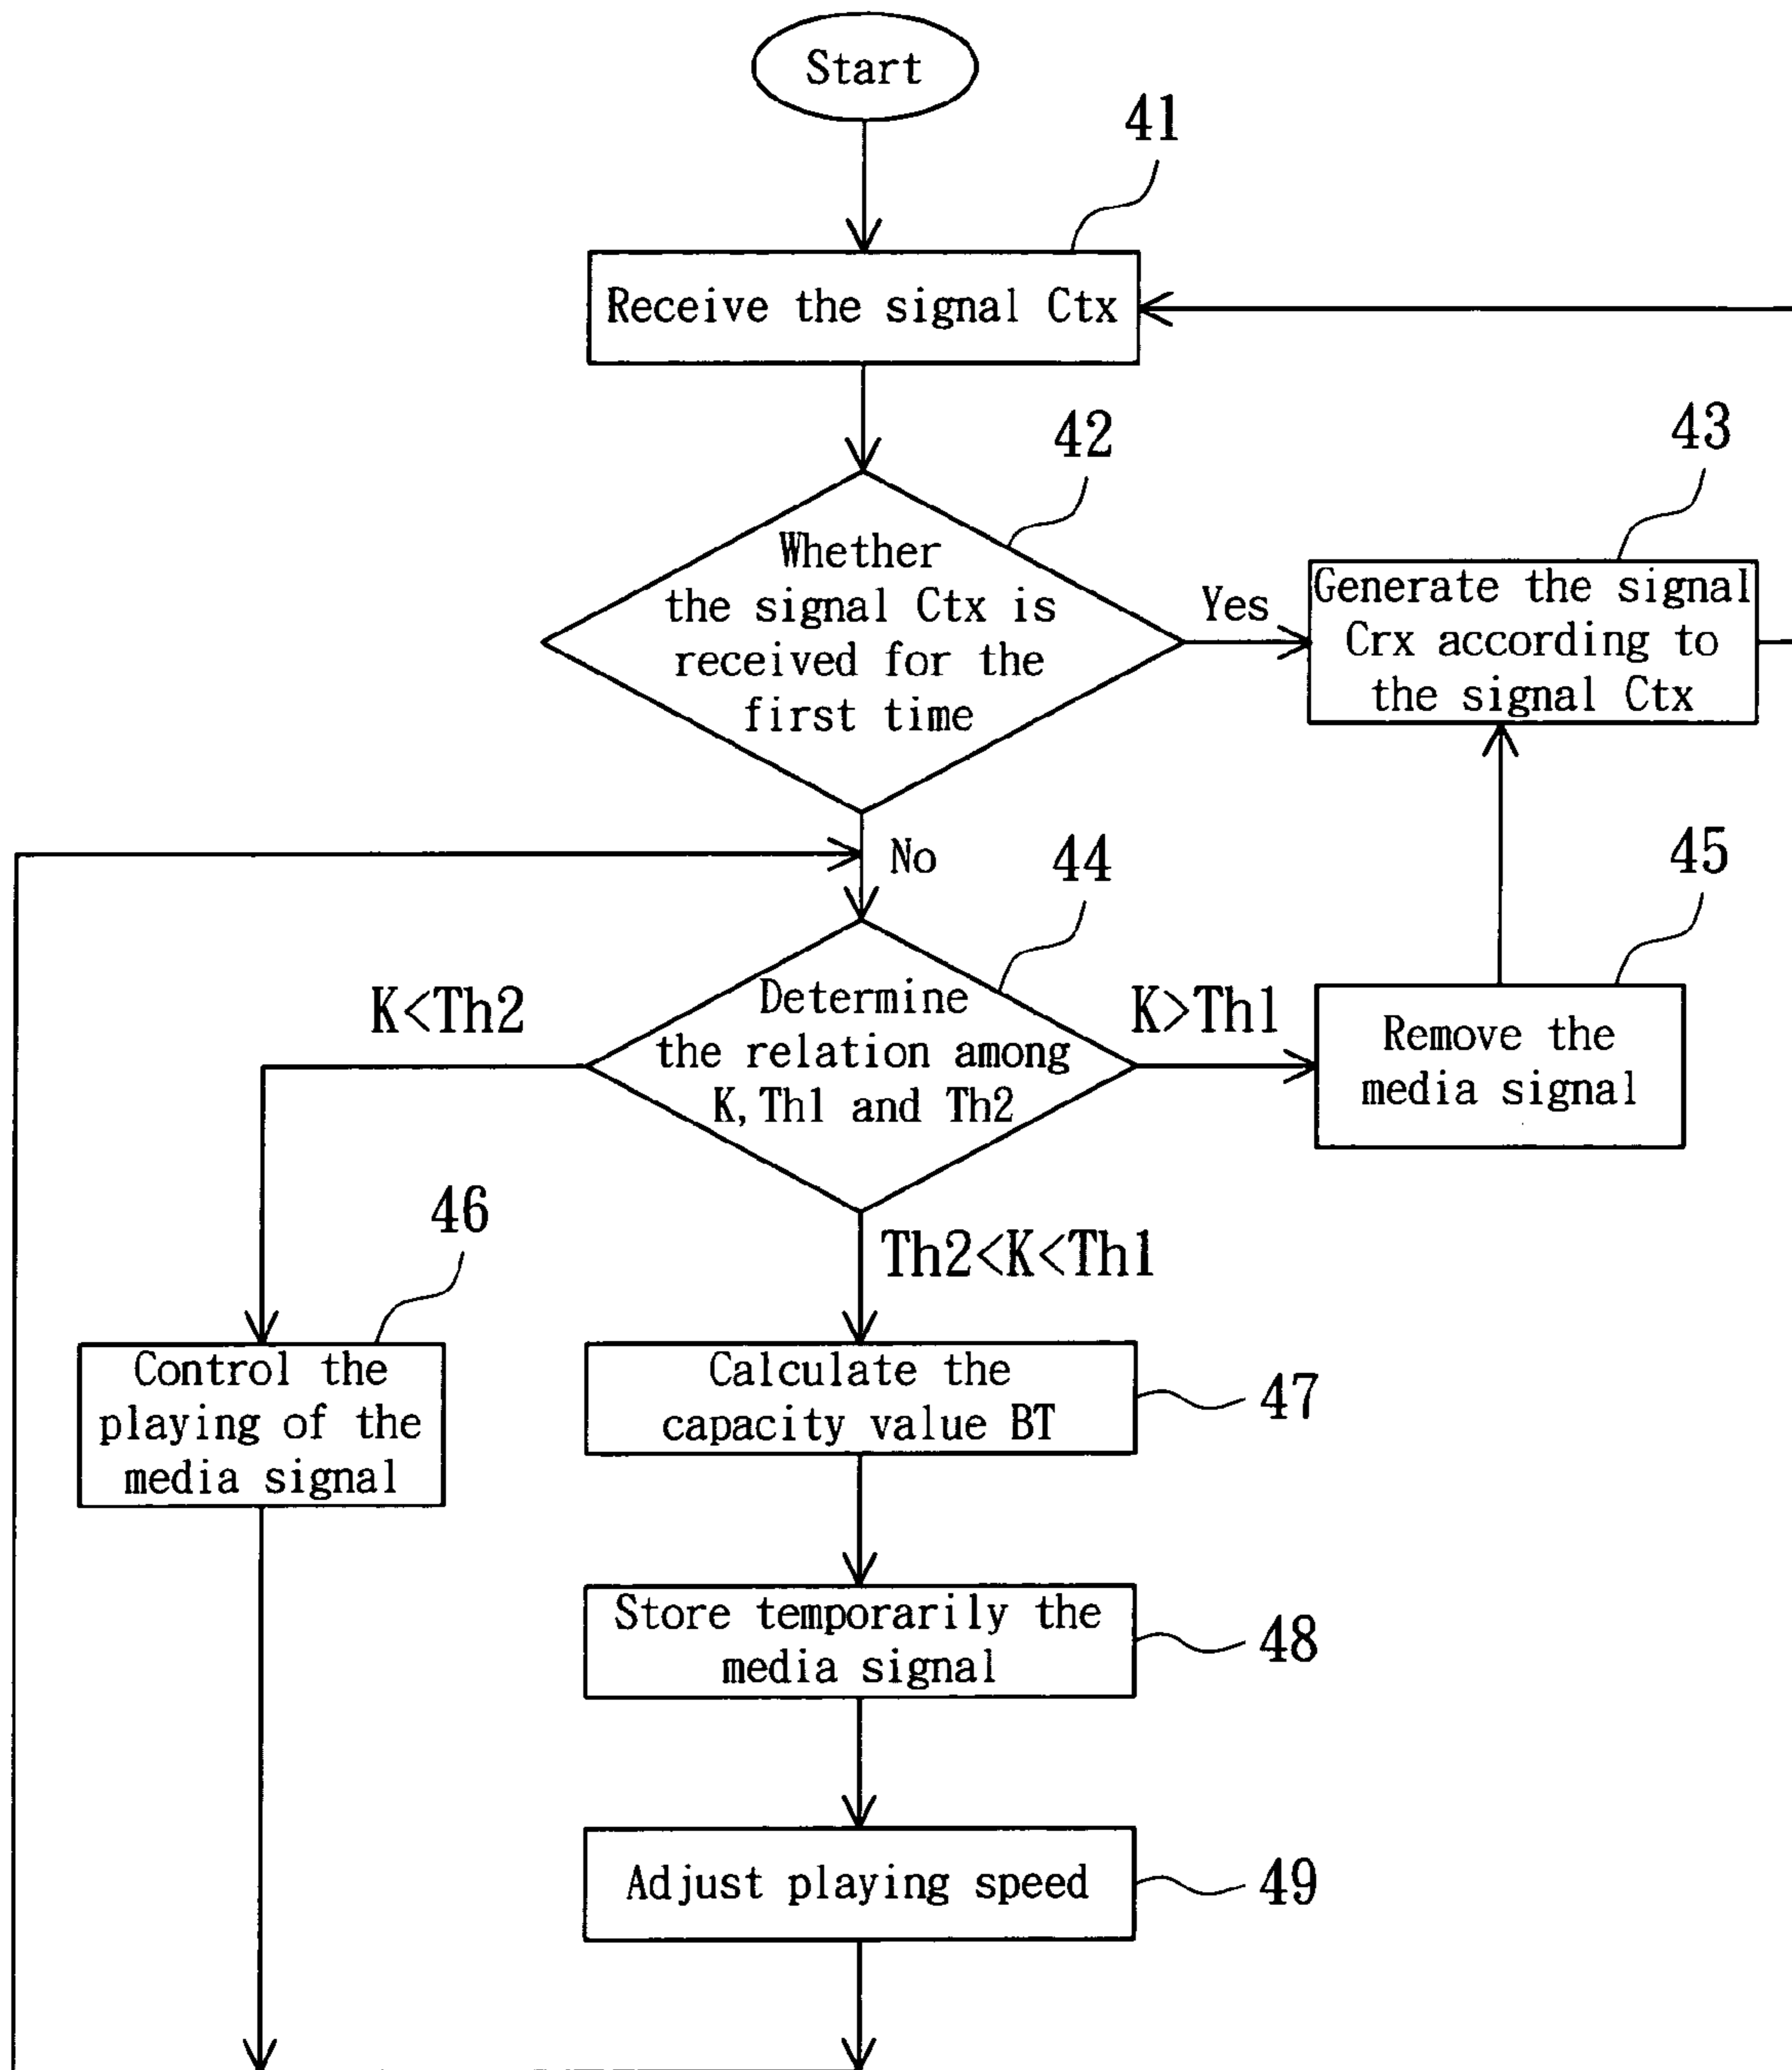 Start
41
Receive the signal Ctx
42
43
Whether
the signal Ctx is
received for the
first time
Yes
Generate the signal
Crx according to
the signal Ctx
No
44
45
K<Th2
Determine
the relation among
K, Th1 and Th2
K>Th1
Remove the
media signal
46
Th2<K<Th1
Control the
playing of the
media signal
Calculate the
capacity value BT
47
Store temporarily the
media signal
48
Adjust playing speed
49